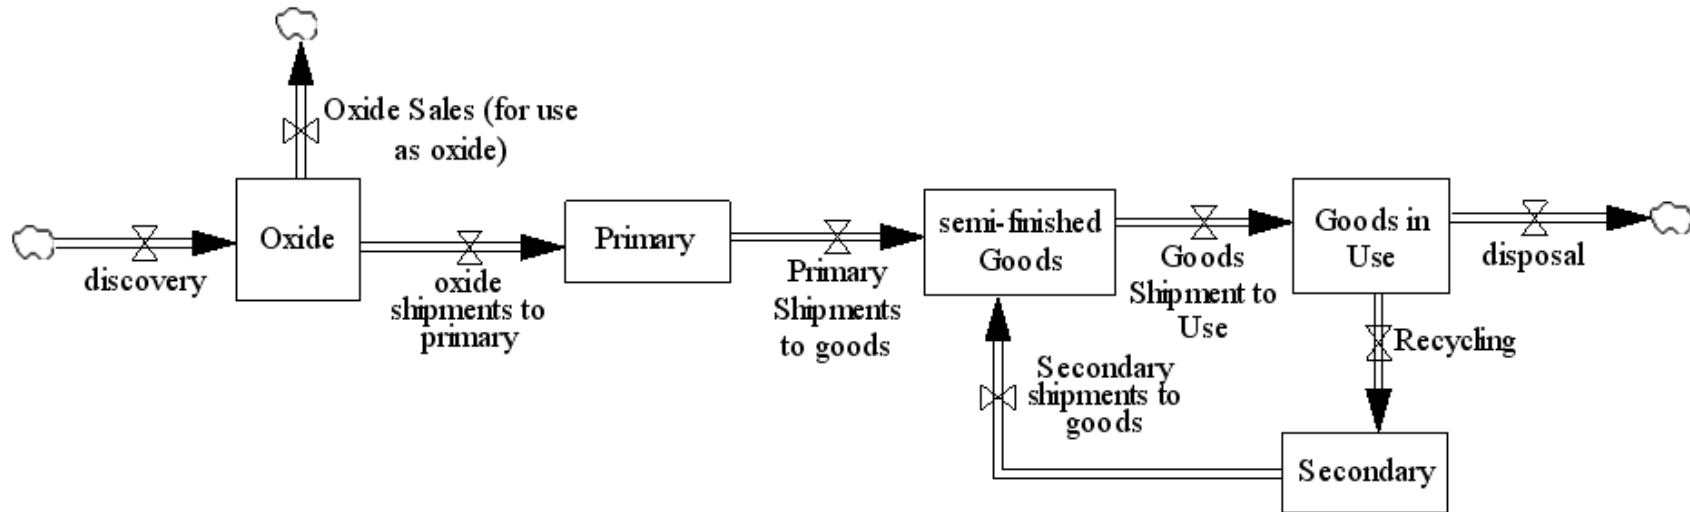 Oxide Sales (for use
as oxide)
discovery
Oxide
oxide
shipments to
primary
Primary
Primary
Shipments
to goods
semi-finished
Goods
Goods
Shipment to
Use
Goods in
Use
disposal
Recycling
Secondary
shipments to
goods
Secondary